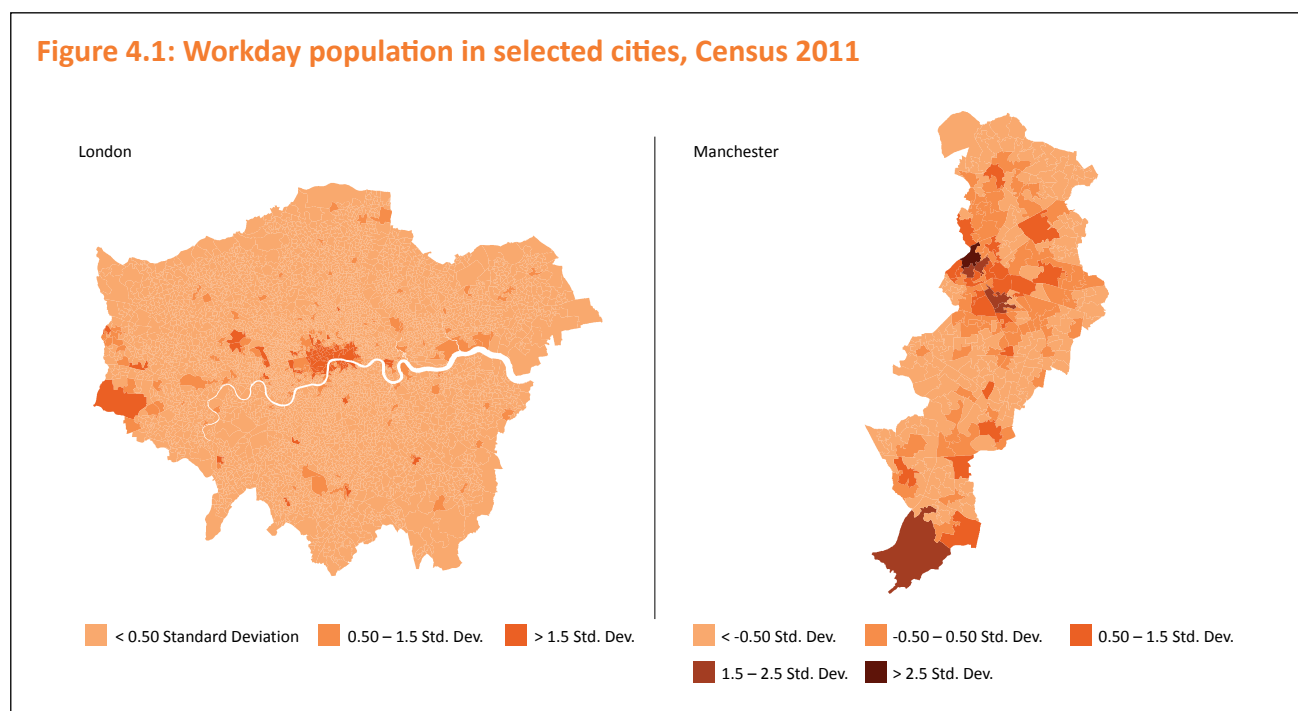 Figure 4.1: Workday population in selected cities, Census 2011
London
Manchester
< 0.50 Standard Deviation
0.50 – 1.5 Std. Dev.
> 1.5 Std. Dev.
< -0.50 Std. Dev.
-0.50 – 0.50 Std. Dev.
0.50 – 1.5 Std. Dev.
1.5 – 2.5 Std. Dev.
> 2.5 Std. Dev.